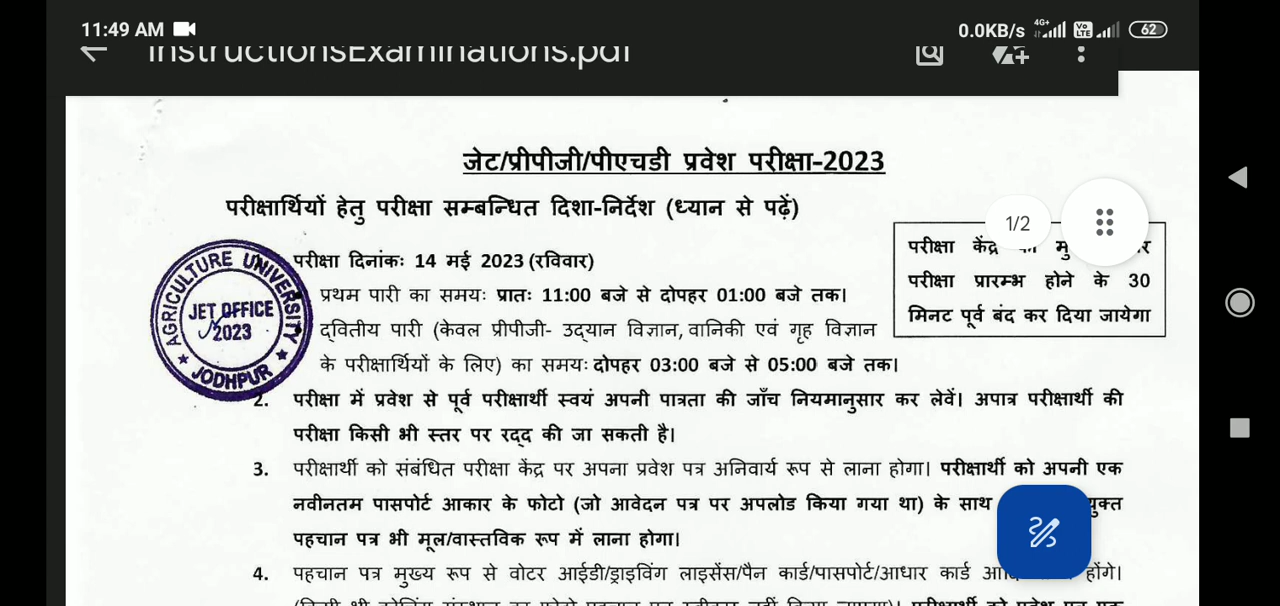 11:49 AM
0.0KB/s 4G+ Vo LTE 62
InstructionsExaminations.pdf
जेट/प्रीपीजी/पीएचडी प्रवेश परीक्षा-2023
परीक्षार्थियों हेतु परीक्षा सम्बन्धित दिशा-निर्देश (ध्यान से पढ़ें)
1/2
परीक्षा केंद्र
परीक्षा प्रारम्भ होने के 30
मिनट पूर्व बंद कर दिया जायेगा
AGRICULTURE UNIVERSITY
JET OFFICE
2023
JODHPUR
परीक्षा दिनांकः 14 मई 2023 (रविवार)
प्रथम पारी का समयः प्रातः 11:00 बजे से दोपहर 01:00 बजे तक।
द्वितीय पारी (केवल प्रीपीजी- उद्यान विज्ञान, वानिकी एवं गृह विज्ञान
के परीक्षार्थियों के लिए) का समयः दोपहर 03:00 बजे से 05:00 बजे तक।
2. परीक्षा में प्रवेश से पूर्व परीक्षार्थी स्वयं अपनी पात्रता की जाँच नियमानुसार कर लेवें। अपात्र परीक्षार्थी की
परीक्षा किसी भी स्तर पर रद्द की जा सकती है।
3. परीक्षार्थी को संबंधित परीक्षा केंद्र पर अपना प्रवेश पत्र अनिवार्य रूप से लाना होगा। परीक्षार्थी को अपनी एक
नवीनतम पासपोर्ट आकार के फोटो (जो आवेदन पत्र पर अपलोड किया गया था) के साथ
पहचान पत्र भी मूल/वास्तविक रूप में लाना होगा।
4. पहचान पत्र मुख्य रूप से वोटर आईडी/ड्राइविंग लाइसेंस/पैन कार्ड/पासपोर्ट/आधार कार्ड होंगे।